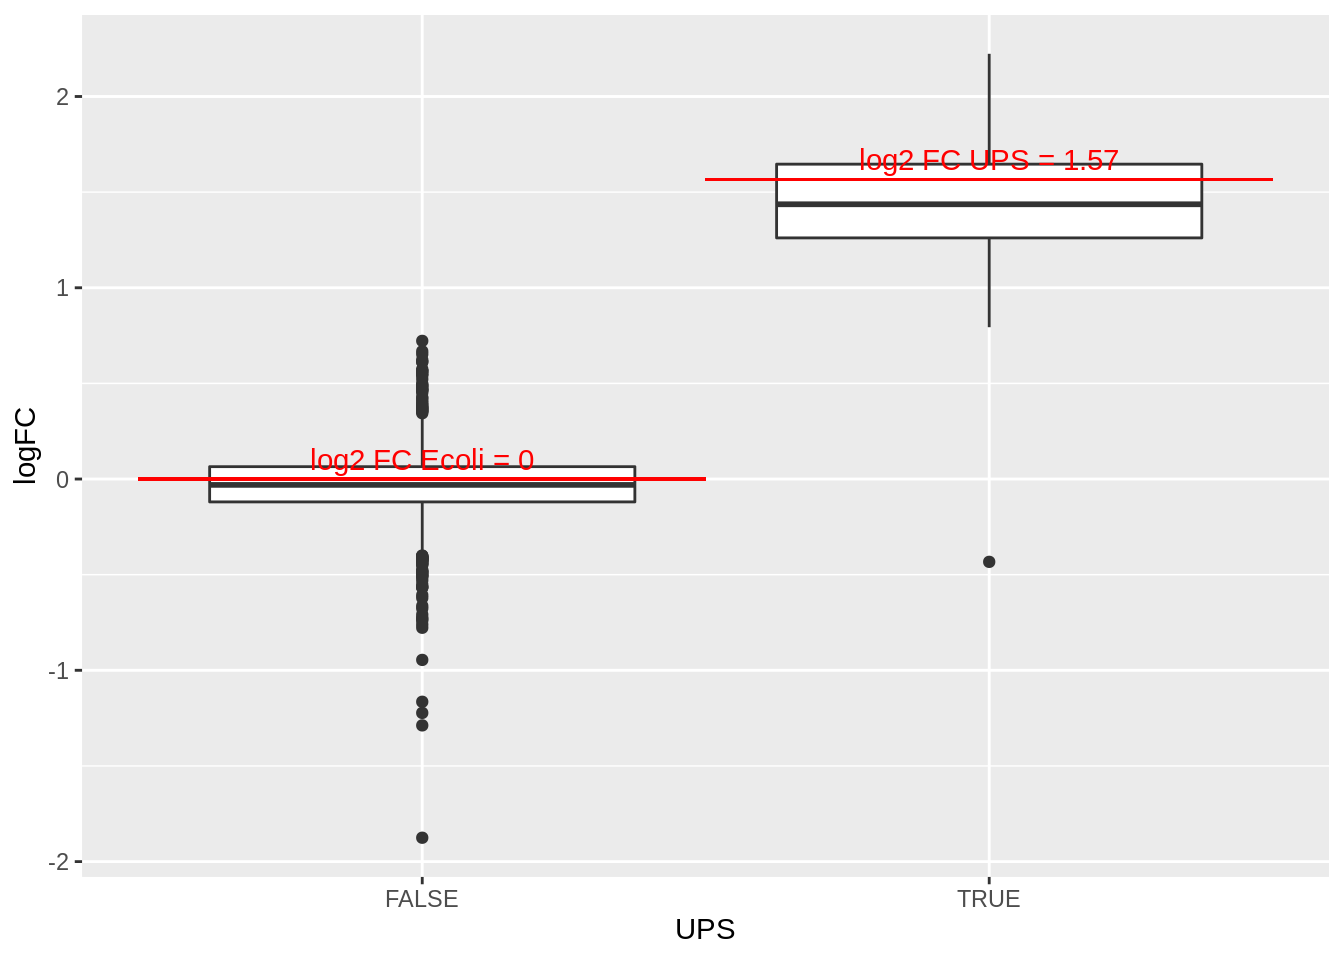 2
log2 FC UPS = 1.57
1
logFC
log2 FC Ecoli = 0
0
-1
-2
FALSE
TRUE
UPS